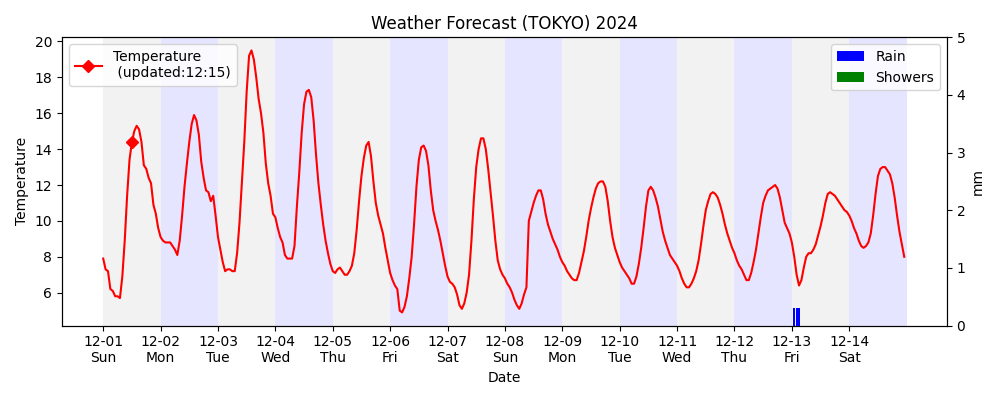 Weather Forecast (TOKYO) 2024
Temperature
(updated:12:15)
Rain
Showers
Temperature
20
18
16
14
12
10
8
6
5
4
3
2
1
0
mm
12-01 12-02 12-03 12-04 12-05 12-06 12-07 12-08 12-09 12-10 12-11 12-12 12-13 12-14
Sun Mon Tue Wed Thu Fri Sat Sun Mon Tue Wed Thu Fri Sat
Date